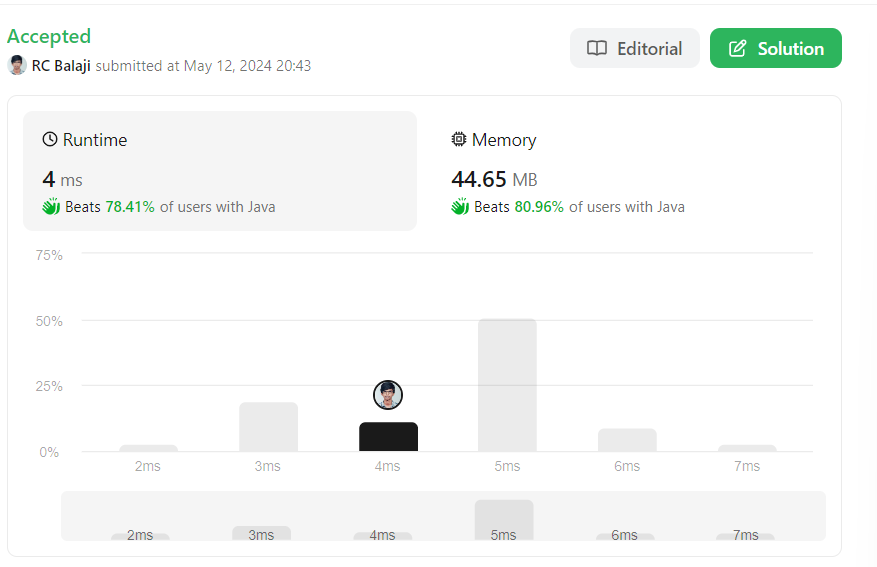 Accepted
Editorial
Solution
RC Balaji submitted at May 12, 2024 20:43
Runtime
Memory
4 ms
44.65 MB
Beats 78.41% of users with Java
Beats 80.96% of users with Java
75%
50%
25%
0%
2ms 3ms 4ms 5ms 6ms 7ms
2ms 3ms 4ms 5ms 6ms 7ms